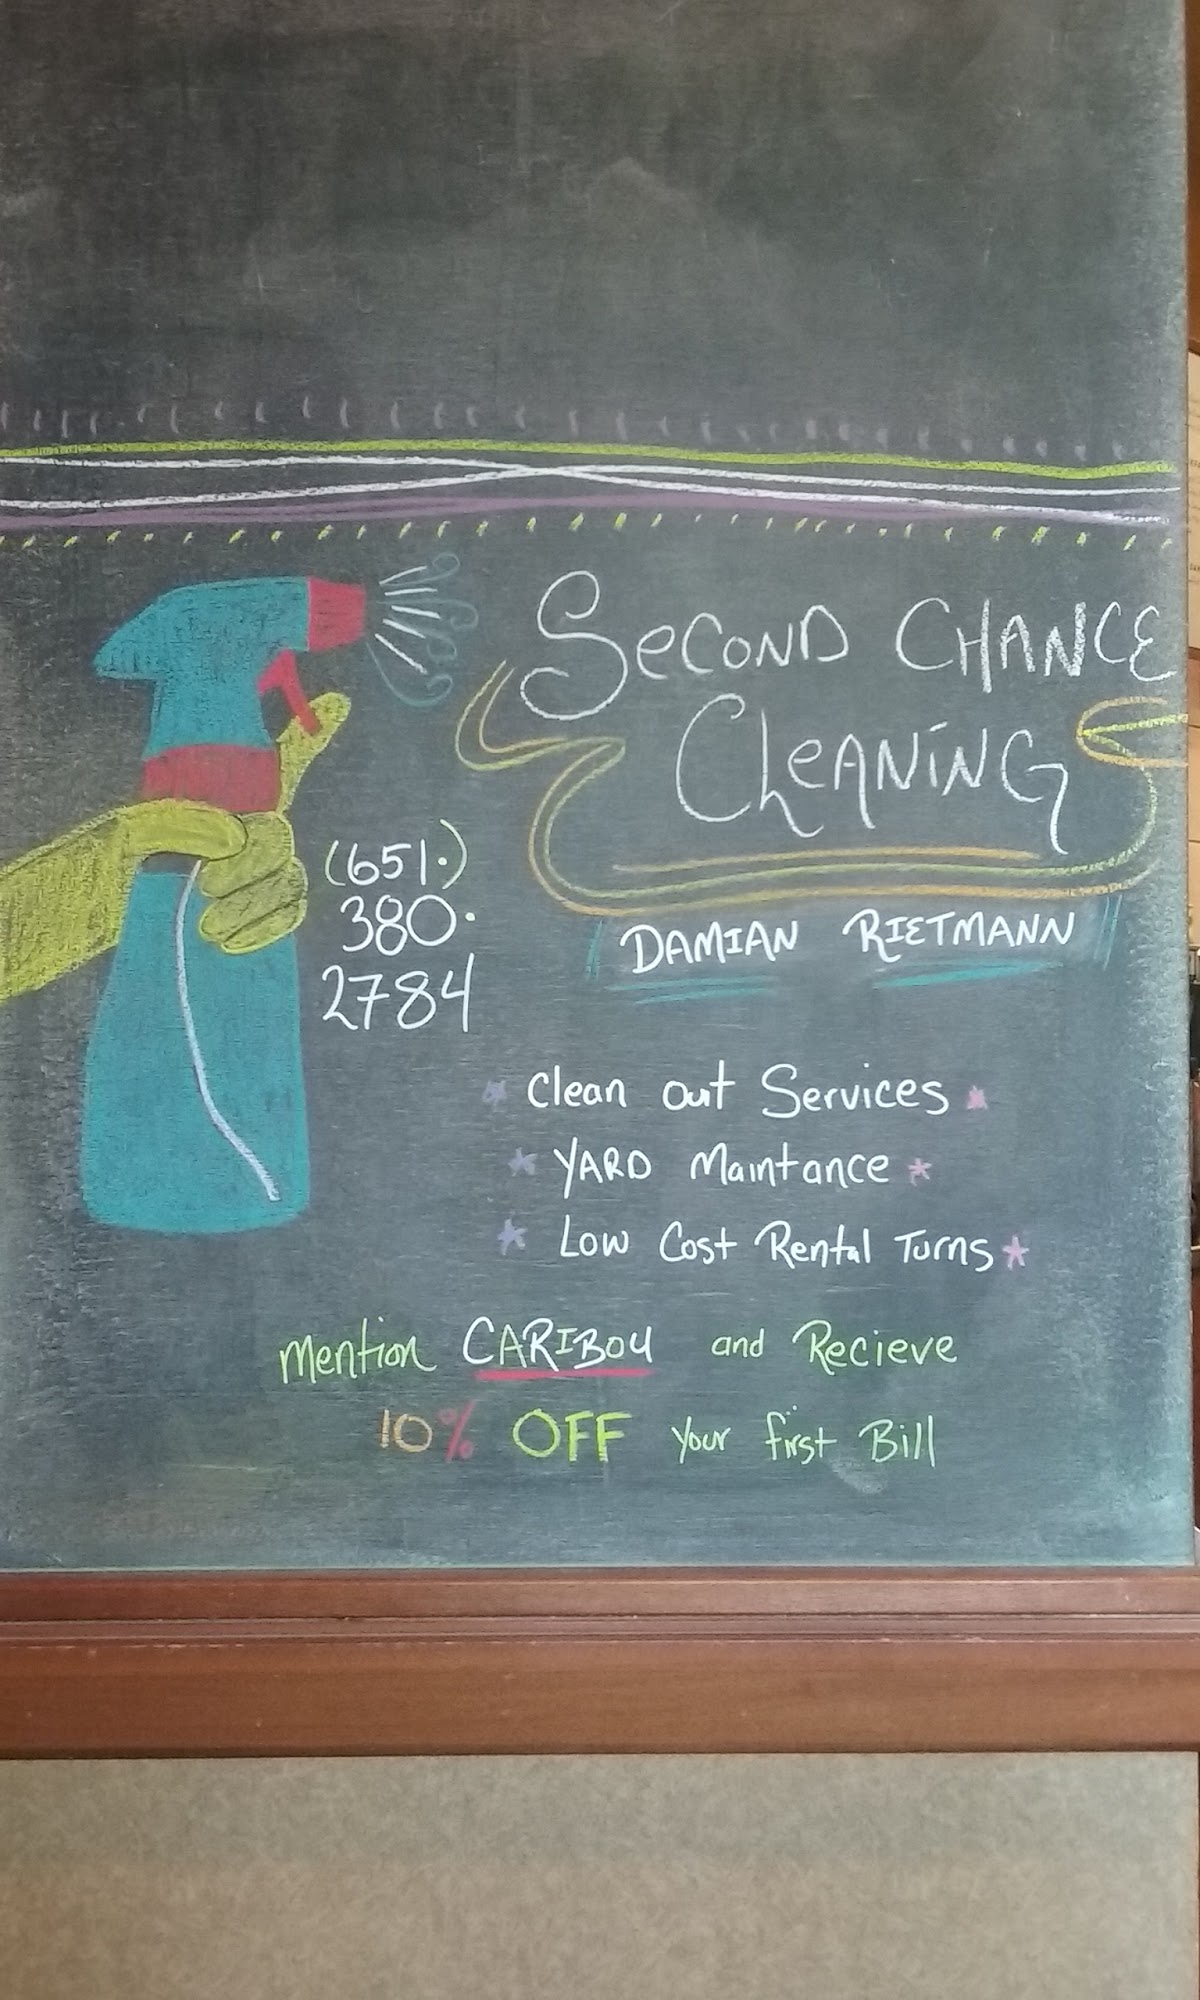 Second Chance
Cleaning
(651·)
380·
2784
Damian Rietmann
Clean out Services
Yard Maintance
Low Cost Rental Turns
Mention CARIBOU and Recieve
10% OFF your first Bill